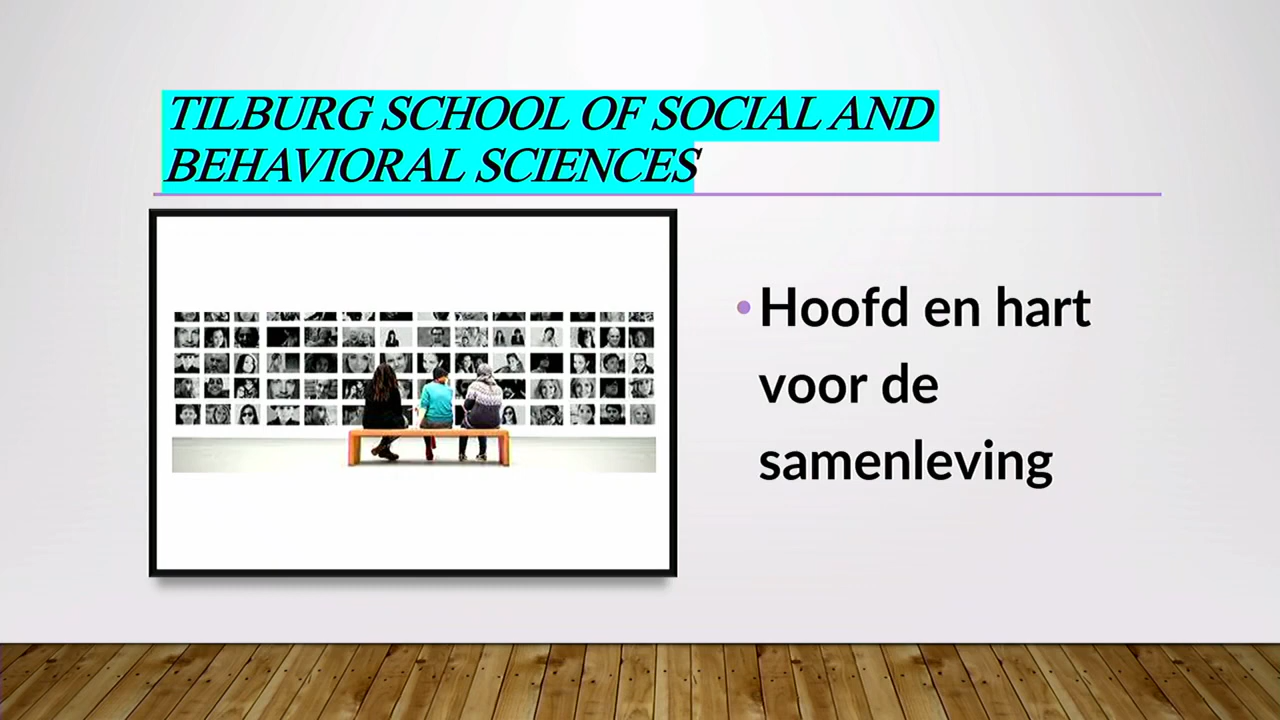 TILBURG SCHOOL OF SOCIAL AND
BEHAVIORAL SCIENCES
• Hoofd en hart
voor de
samenleving